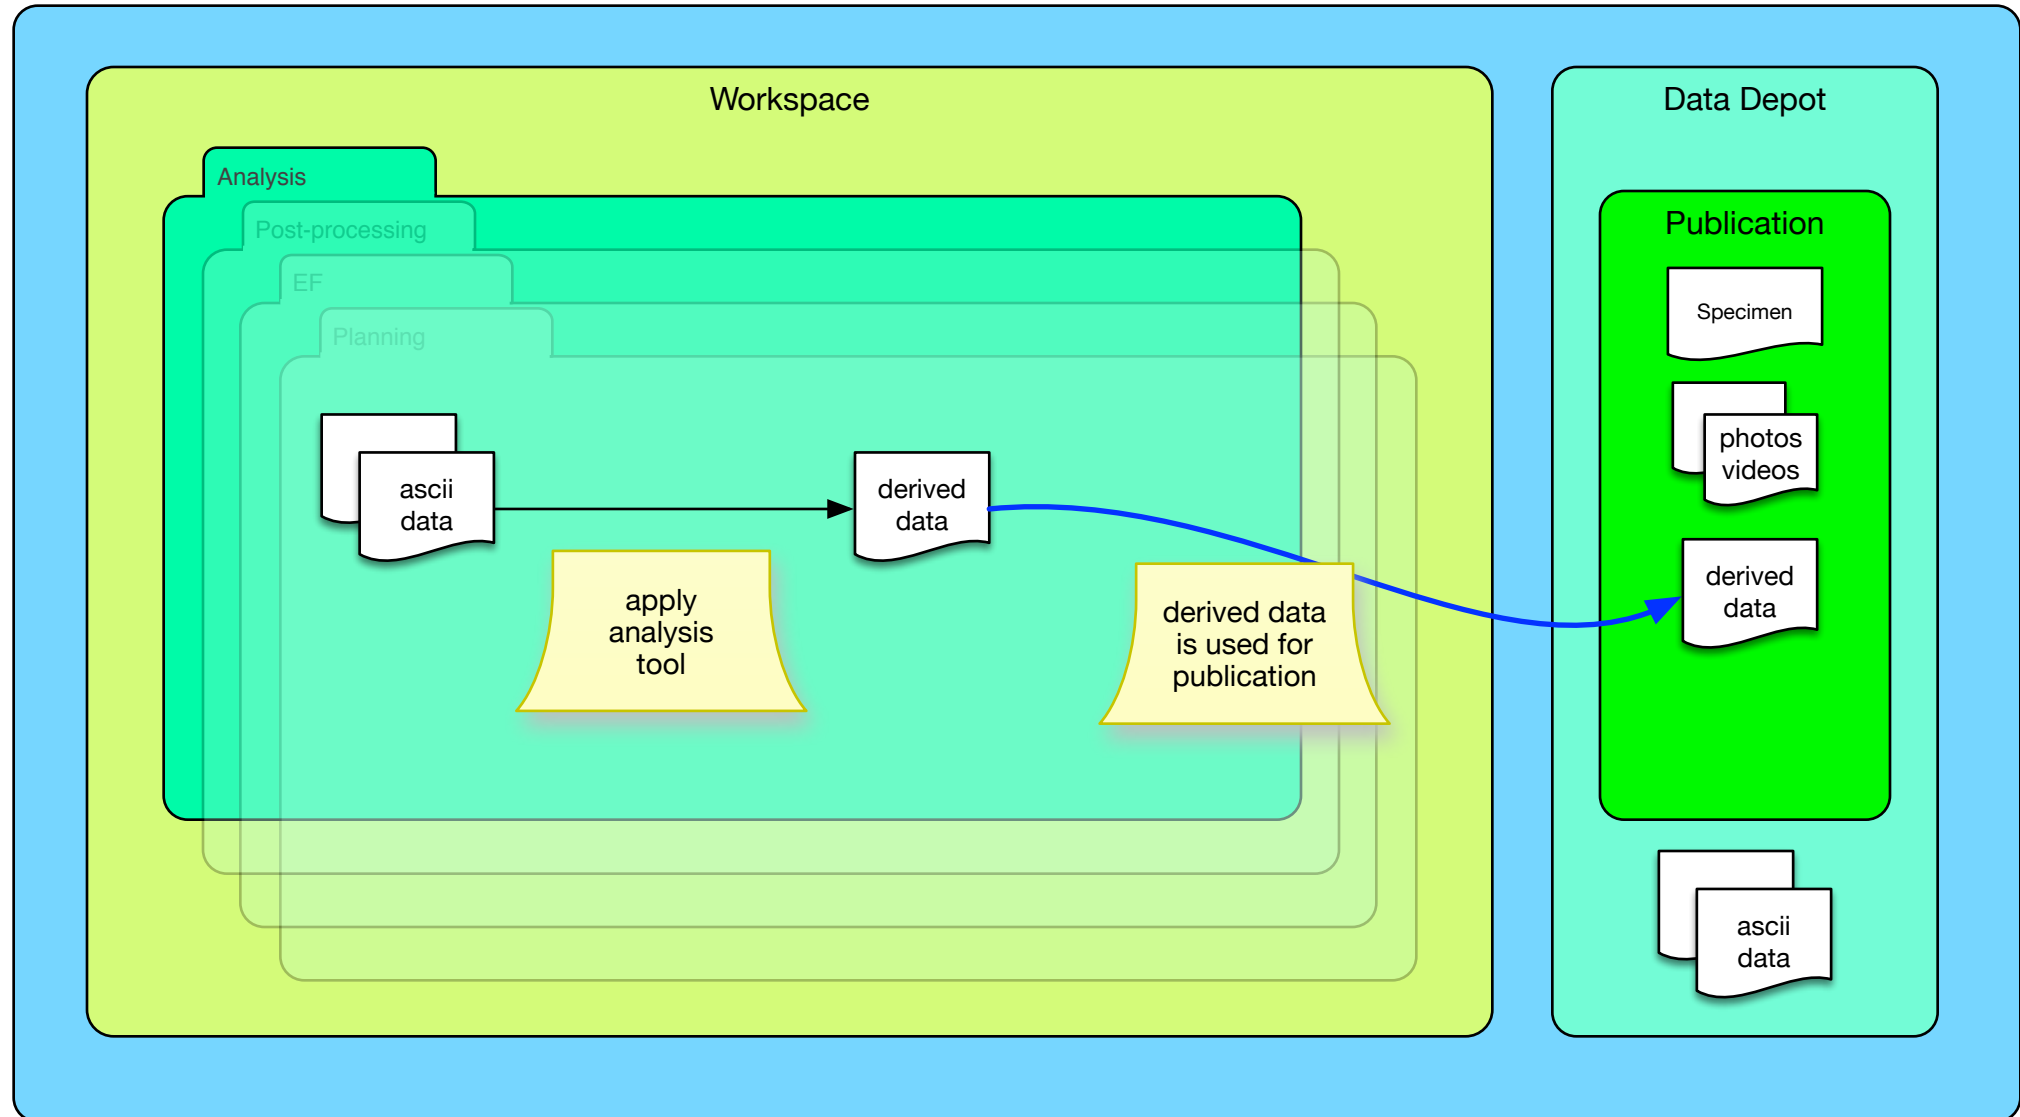 Workspace
Data Depot
Analysis
Post-processing
EF
Planning
ascii
data
derived
data
apply
analysis
tool
derived data
is used for
publication
Publication
Specimen
photos
videos
derived
data
ascii
data